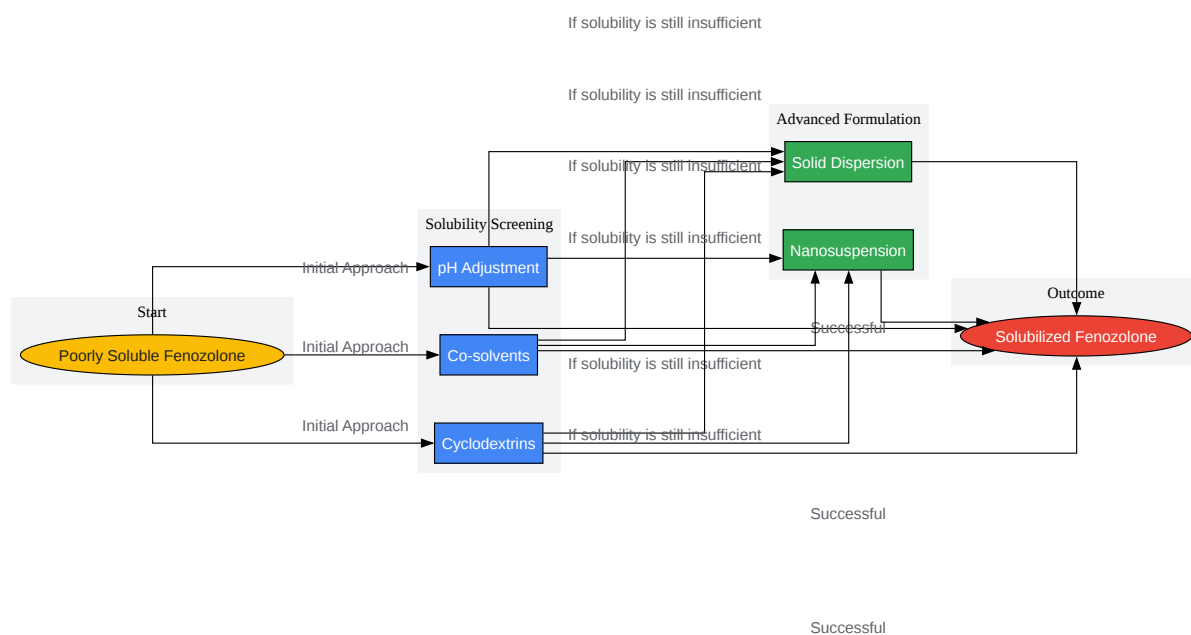 If solubility is still insufficient
If solubility is still insufficient
Advanced Formulation
Solid Dispersion
If solubility is still insufficient
Solubility Screening
If solubility is still insufficient
Nanosuspension
pH Adjustment
Initial Approach
Outcome
Start
Successful
Solubilized Fenozolone
Initial Approach
Poorly Soluble Fenozolone
Co-solvents
If solubility is still insufficient
Initial Approach
If solubility is still insufficient
Cyclodextrins
Successful
Successful